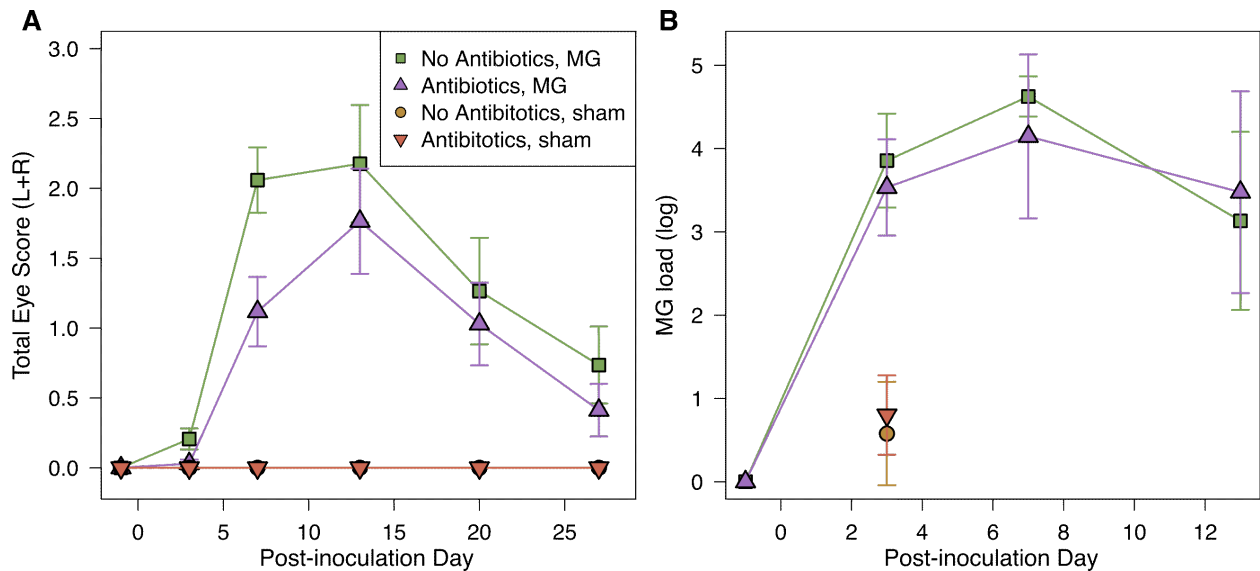 A
3.0
2.5
2.0
1.5
1.0
0.5
0.0
Total Eye Score (L+R)
No Antibiotics, MG
Antibiotics, MG
No Antibitotics, sham
Antibitotics, sham
0 5 10 15 20 25
Post-inoculation Day
B
5
4
3
2
1
0
MG load (log)
0 2 4 6 8 10 12
Post-inoculation Day